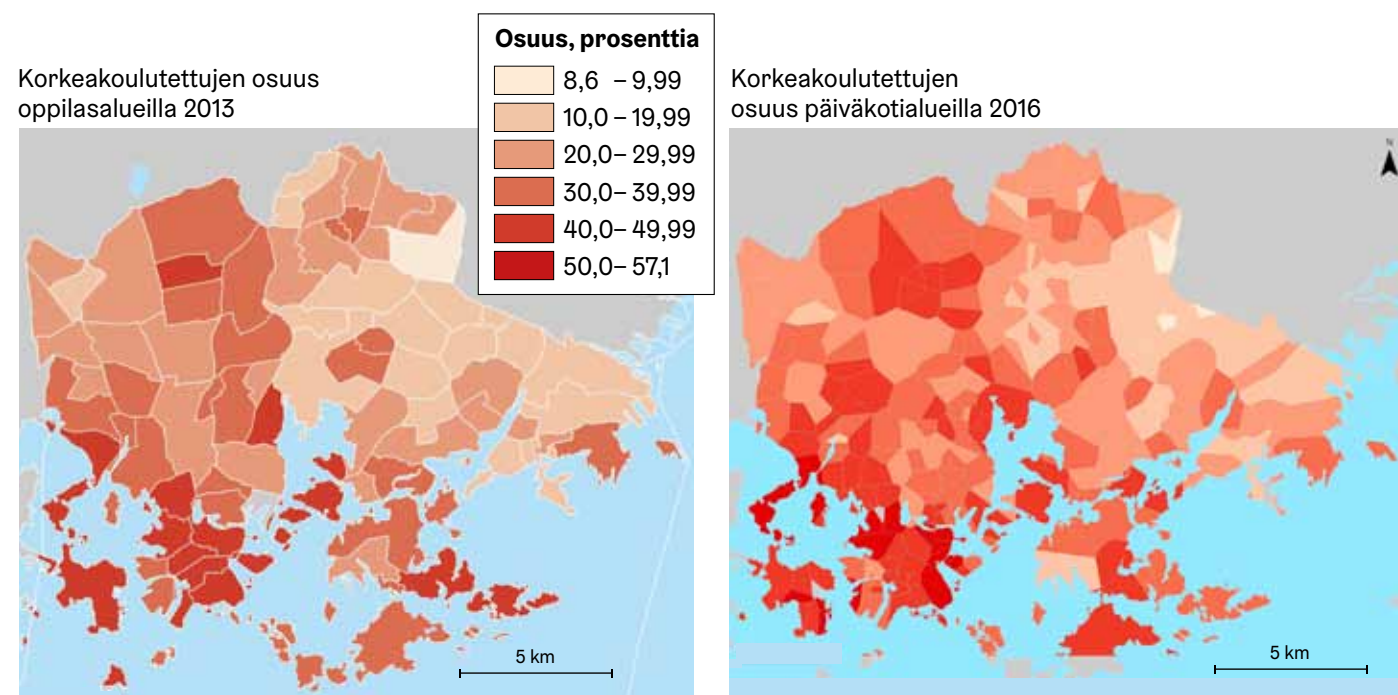 Osuus, prosenttia
8,6 – 9,99
10,0 – 19,99
20,0 – 29,99
30,0 – 39,99
40,0 – 49,99
50,0 – 57,1
Korkeakoulutettujen osuus
oppilasalueilla 2013
5 km
Korkeakoulutettujen
osuus päiväkotialueilla 2016
N
5 km